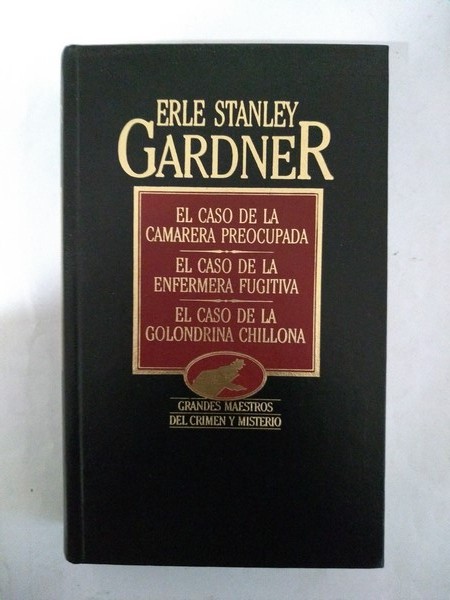 ERLE STANLEY
GARDNER
EL CASO DE LA
CAMARERA PREOCUPADA
EL CASO DE LA
ENFERMERA FUGITIVA
EL CASO DE LA
GOLONDRINA CHILLONA
GRANDES MAESTROS
DEL CRIMEN Y MISTERIO